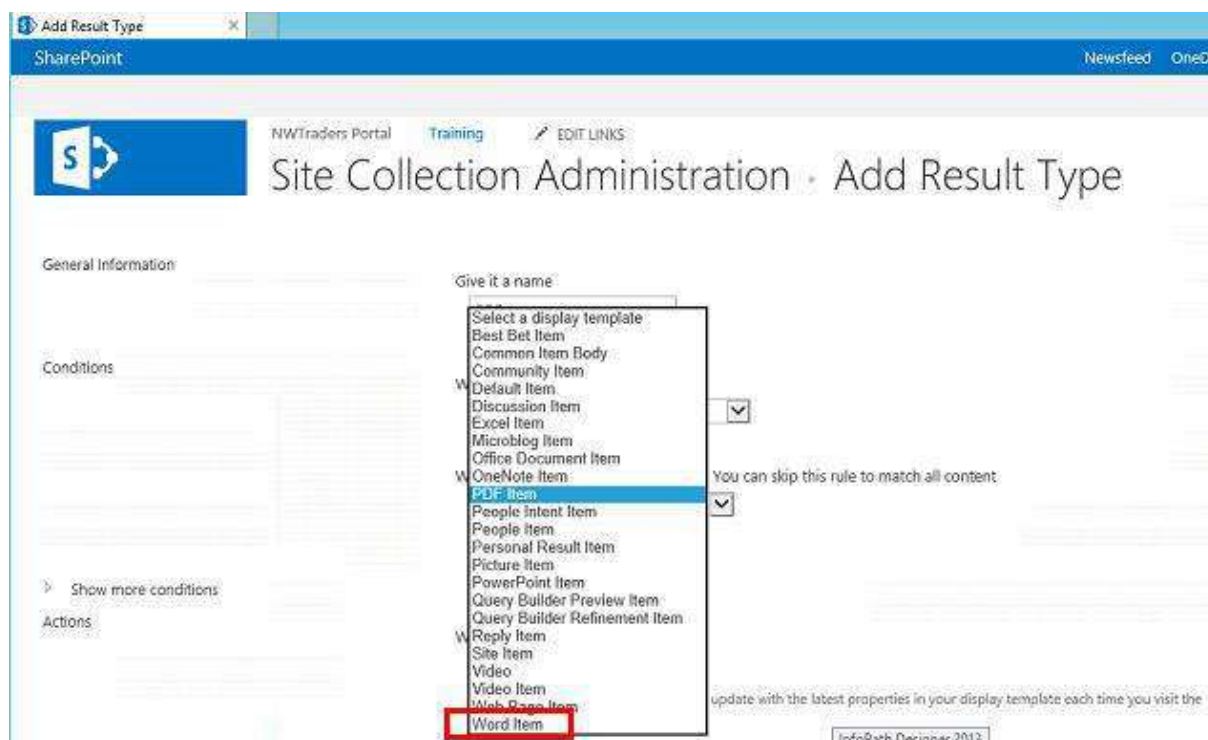 Add Result Type
SharePoint
Newsfeed
NWTraders Portal Training EDIT LINKS
Site Collection Administration · Add Result Type
General Information
Give it a name
Select a display template
Best Bet Item
Common Item Body
Conditions
Community Item
Default Item
Discussion Item
Excel Item
Microblog Item
Office Document Item
OneNote Item
You can skip this rule to match all content
PDF Item
People Intent Item
People Item
Personal Result Item
Picture Item
PowerPoint Item
Show more conditions
Query Builder Preview Item
Query Builder Refinement Item
Actions
Reply Item
Site Item
Video
Video Item
update with the latest properties in your display template each time you visit the
Web Page Item
Word Item
InfoPath Designer 2013